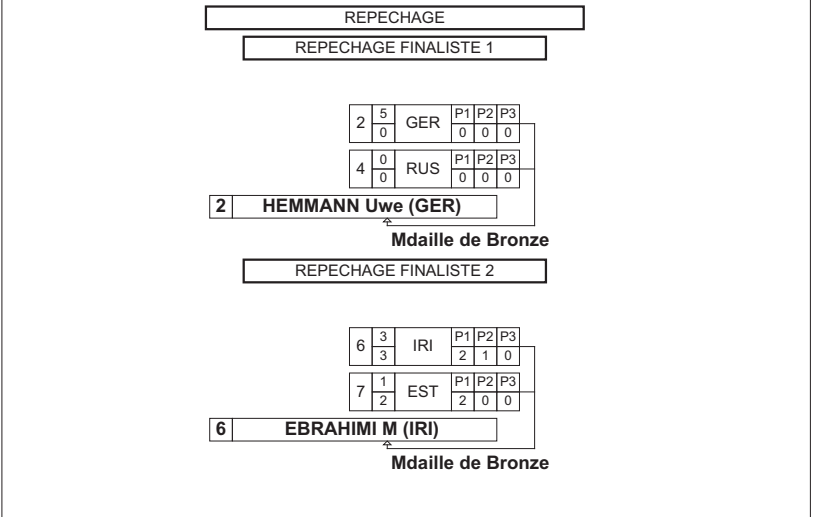 REPECHAGE
REPECHAGE FINALISTE 1
2 5 GER P1 P2 P3
0 0 0 0
4 0 RUS P1 P2 P3
0 0 0 0
2 HEMMANN Uwe (GER)
Mdaille de Bronze
REPECHAGE FINALISTE 2
6 3 IRI P1 P2 P3
3 2 1 0
7 1 EST P1 P2 P3
2 2 0 0
6 EBRAHIMI M (IRI)
Mdaille de Bronze